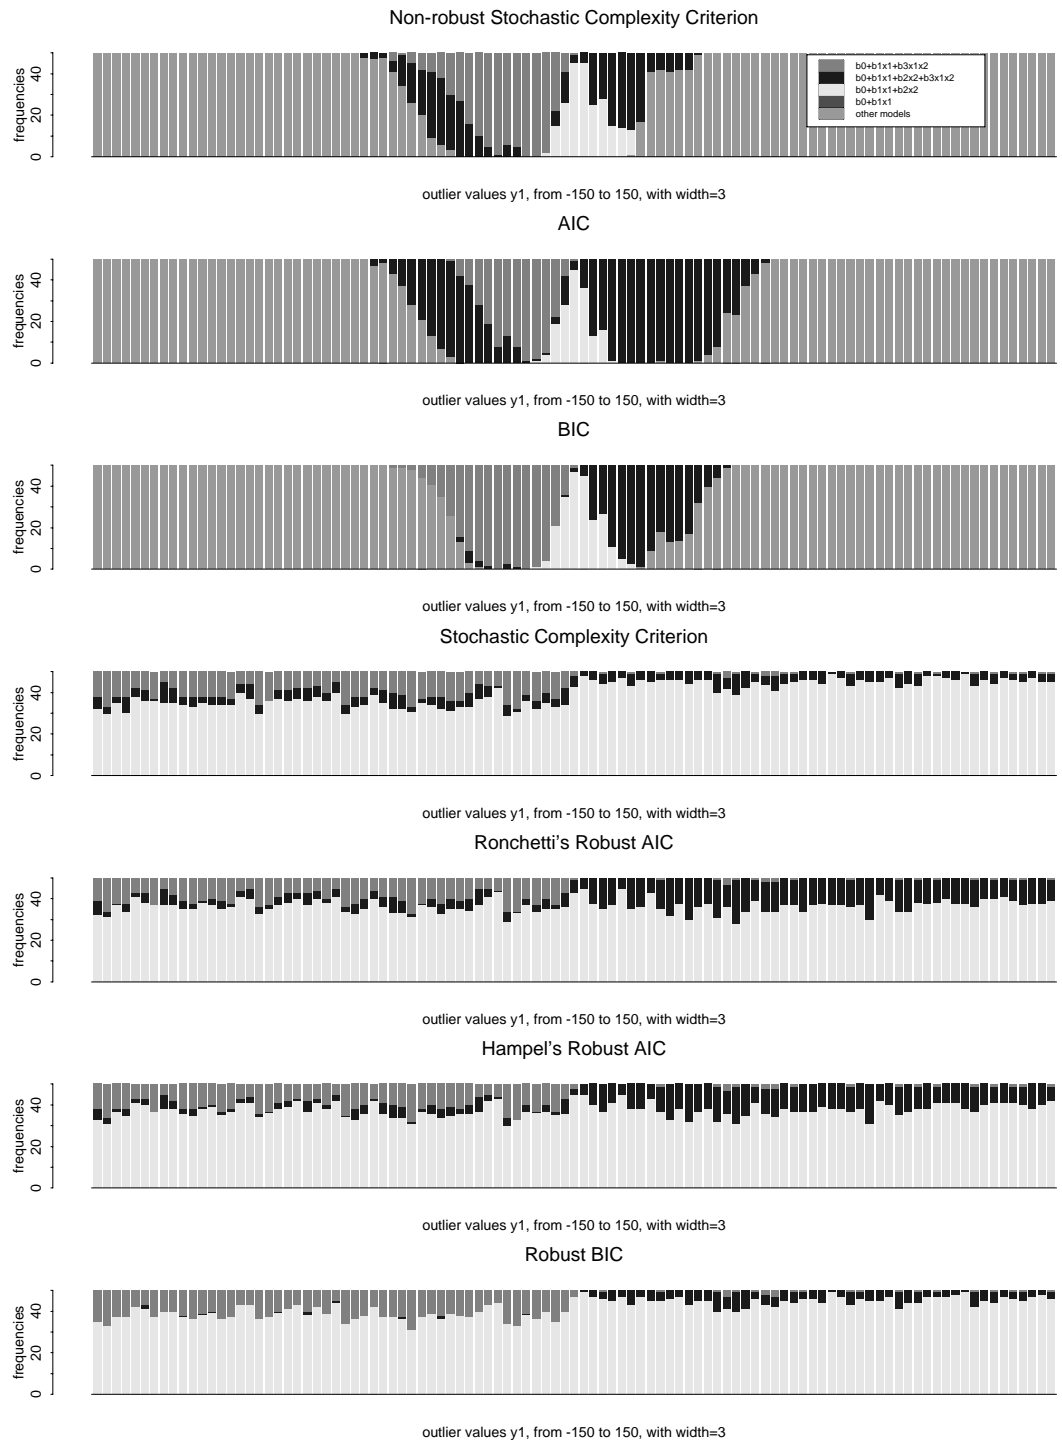 Non-robust Stochastic Complexity Criterion
frequencies
0 20 40
b0+b1x1+b3x1x2
b0+b1x1+b2x2+b3x1x2
b0+b1x1+b2x2
b0+b1x1
other models
outlier values y1, from -150 to 150, with width=3
AIC
frequencies
0 20 40
outlier values y1, from -150 to 150, with width=3
BIC
frequencies
0 20 40
outlier values y1, from -150 to 150, with width=3
Stochastic Complexity Criterion
frequencies
0 20 40
outlier values y1, from -150 to 150, with width=3
Ronchetti's Robust AIC
frequencies
0 20 40
outlier values y1, from -150 to 150, with width=3
Hampel's Robust AIC
frequencies
0 20 40
outlier values y1, from -150 to 150, with width=3
Robust BIC
frequencies
0 20 40
outlier values y1, from -150 to 150, with width=3